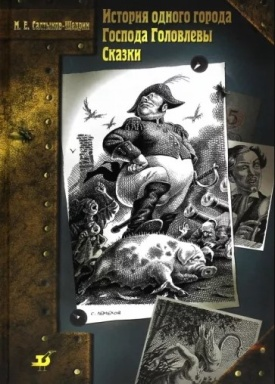 М. Е. Салтыков-Щедрин
История одного города
Господа Головлевы
Сказки